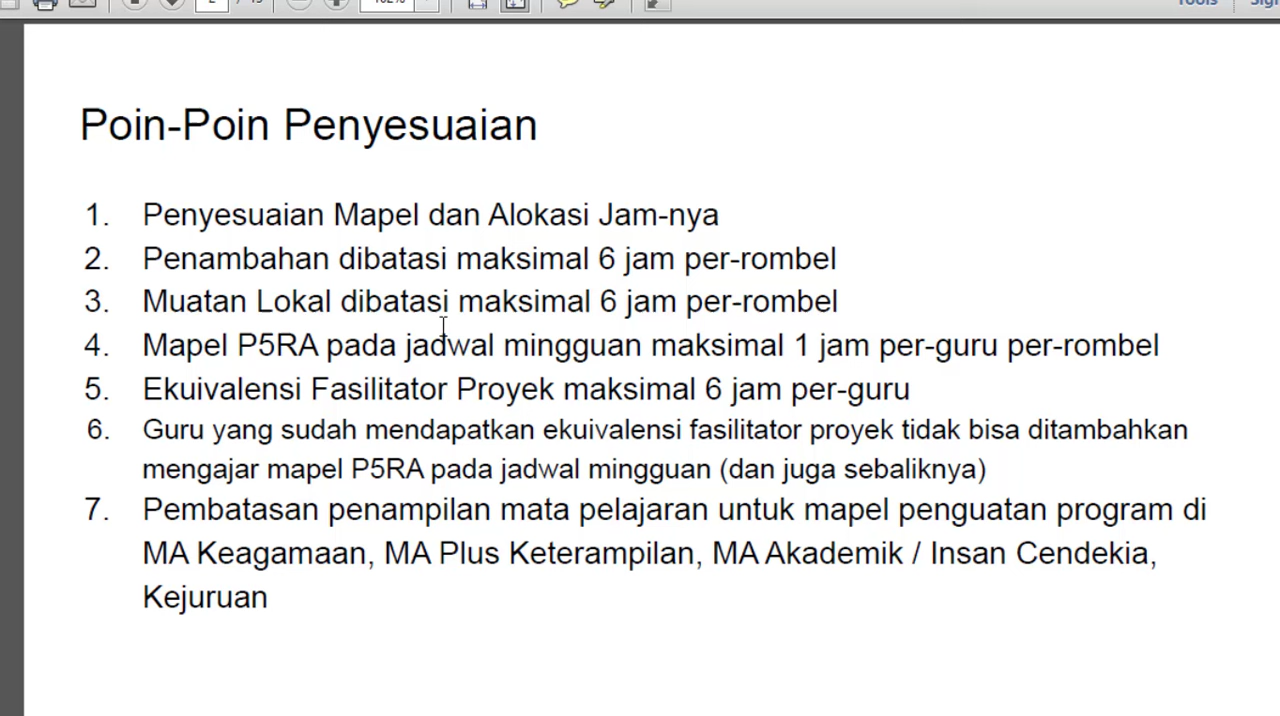 Poin-Poin Penyesuaian
1. Penyesuaian Mapel dan Alokasi Jam-nya
2. Penambahan dibatasi maksimal 6 jam per-rombel
3. Muatan Lokal dibatasi maksimal 6 jam per-rombel
4. Mapel P5RA pada jadwal mingguan maksimal 1 jam per-guru per-rombel
5. Ekuivalensi Fasilitator Proyek maksimal 6 jam per-guru
6. Guru yang sudah mendapatkan ekuivalensi fasilitator proyek tidak bisa ditambahkan
mengajar mapel P5RA pada jadwal mingguan (dan juga sebaliknya)
7. Pembatasan penampilan mata pelajaran untuk mapel penguatan program di
MA Keagamaan, MA Plus Keterampilan, MA Akademik / Insan Cendekia,
Kejuruan